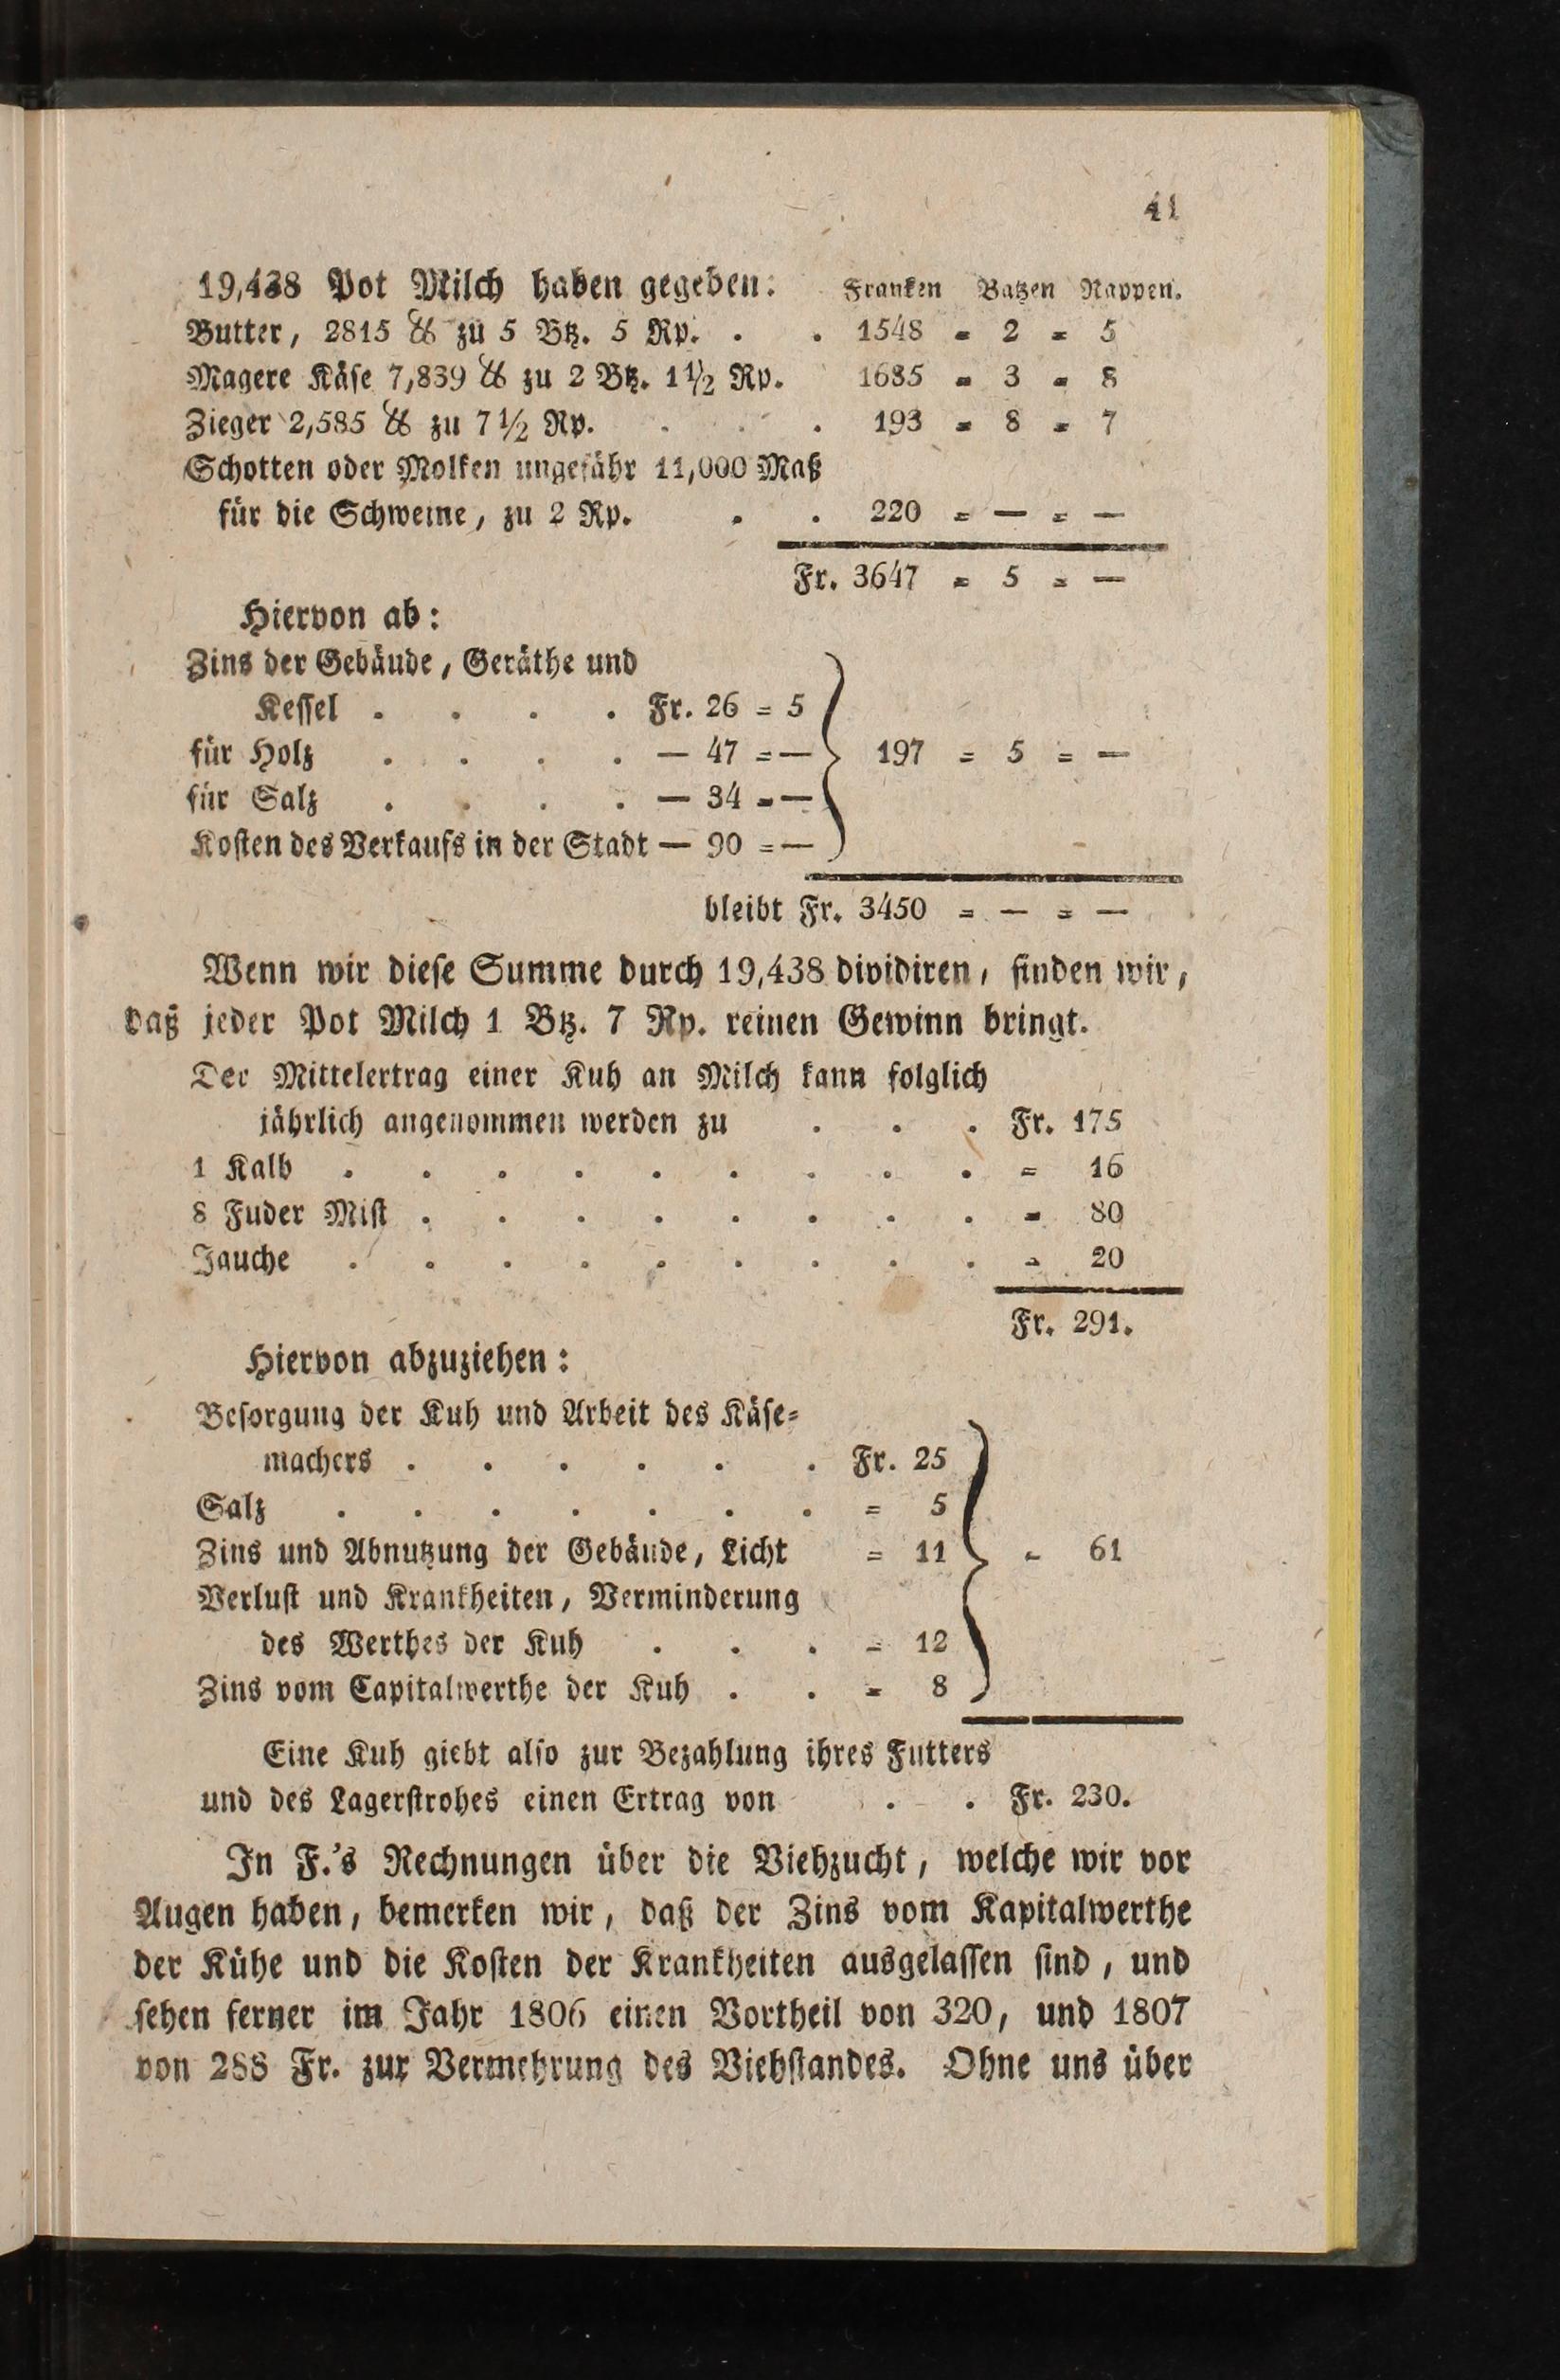 41
19,438 Pot Milch haben gegeben: Franken Batzen Rappen.
Butter, 2815 ℔ zu 5 Btz. 5 Rp. . . 1548 = 2 = 5
Magere Käse 7,839 ℔ zu 2 Btz. 1½ Rp. 1685 = 3 = 8
Zieger 2,585 ℔ zu 7½ Rp. . . . 193 = 8 = 7
Schotten oder Molken ungefähr 11,000 Maß
für die Schweine, zu 2 Rp. . . 220 = — = —
Fr. 3647 = 5 = —
Hiervon ab:
Zins der Gebäude, Geräthe und
Kessel . . . . Fr. 26 = 5
für Holz . . . . — 47 = — 197 = 5 = —
für Salz . . . . — 34 = —
Kosten des Verkaufs in der Stadt — 90 = —
bleibt Fr. 3450 = — = —
Wenn wir diese Summe durch 19,438 dividiren, finden wir,
daß jeder Pot Milch 1 Btz. 7 Rp. reinen Gewinn bringt.
Der Mittelertrag einer Kuh an Milch kann folglich
jährlich angenommen werden zu . . . Fr. 175
1 Kalb . . . . . . . . . = 16
8 Fuder Mist . . . . . . . . = 80
Jauche . . . . . . . . . = 20
Fr. 291.
Hiervon abzuziehen:
Besorgung der Kuh und Arbeit des Käse=
machers . . . . . . Fr. 25
Salz . . . . . . . = 5
Zins und Abnutzung der Gebäude, Licht = 11 = 61
Verlust und Krankheiten, Verminderung
des Werthes der Kuh . . . = 12
Zins vom Capitalwerthe der Kuh . . = 8
Eine Kuh giebt also zur Bezahlung ihres Futters
und des Lagerstrohes einen Ertrag von . . Fr. 230.
In F.'s Rechnungen über die Viehzucht, welche wir vor
Augen haben, bemerken wir, daß der Zins vom Kapitalwerthe
der Kühe und die Kosten der Krankheiten ausgelassen sind, und
sehen ferner im Jahr 1806 einen Vortheil von 320, und 1807
von 288 Fr. zur Vermehrung des Viehstandes. Ohne uns über